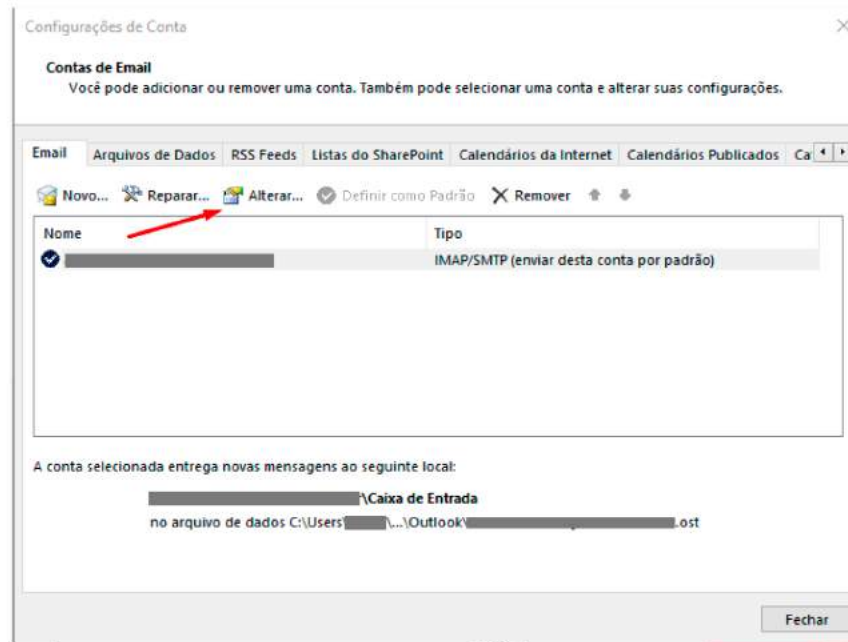 Configurações de Conta
Contas de Email
Você pode adicionar ou remover uma conta. Também pode selecionar uma conta e alterar suas configurações.
Email Arquivos de Dados RSS Feeds Listas do SharePoint Calendários da Internet Calendários Publicados Ca
Novo... Reparar... Alterar... Definir como Padrão Remover
Nome Tipo
IMAP/SMTP (enviar desta conta por padrão)
A conta selecionada entrega novas mensagens ao seguinte local:
\Caixa de Entrada
no arquivo de dados C:\Users\ \...\Outlook\ .ost
Fechar